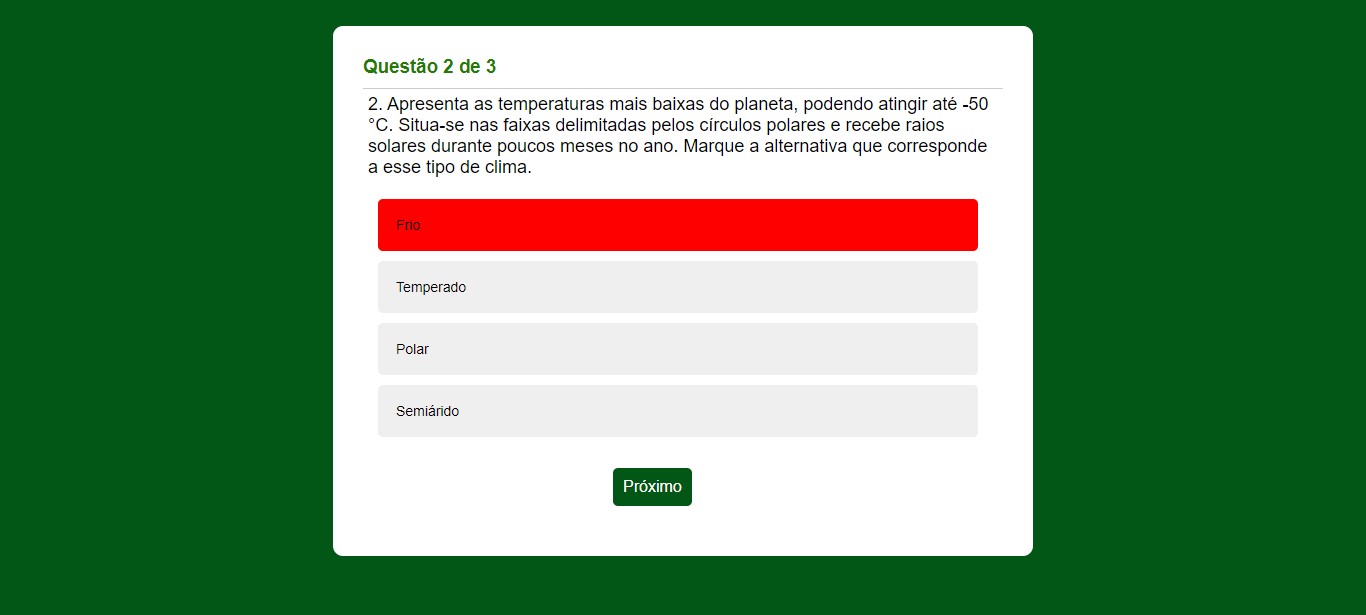 Questão 2 de 3
2. Apresenta as temperaturas mais baixas do planeta, podendo atingir até -50
°C. Situa-se nas faixas delimitadas pelos círculos polares e recebe raios
solares durante poucos meses no ano. Marque a alternativa que corresponde
a esse tipo de clima.
Frio
Temperado
Polar
Semiárido
Próximo